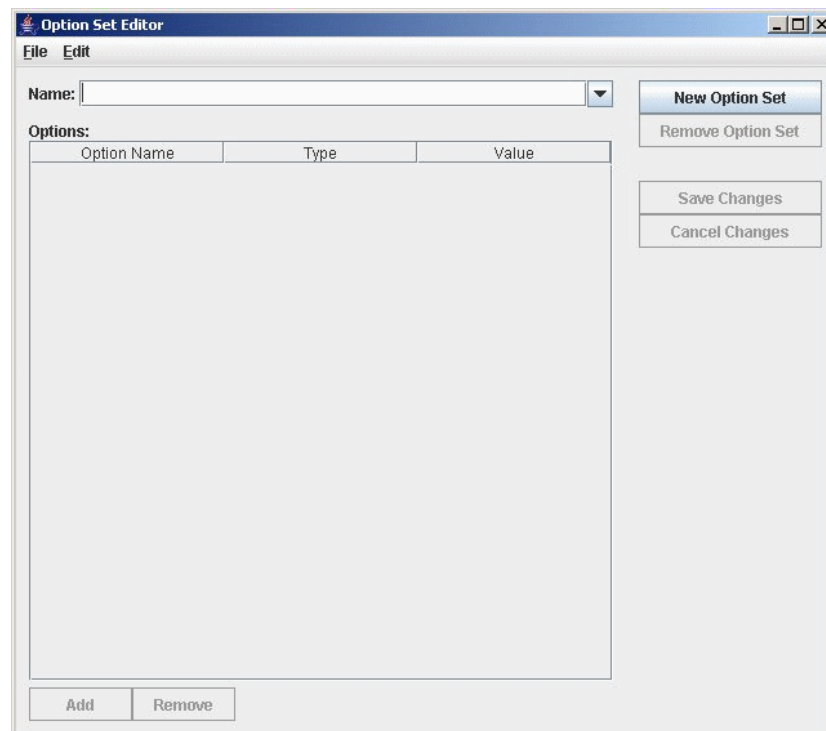 Option Set Editor
File Edit
Name:
New Option Set
Options:
Remove Option Set
Option Name Type Value
Save Changes
Cancel Changes
Add Remove